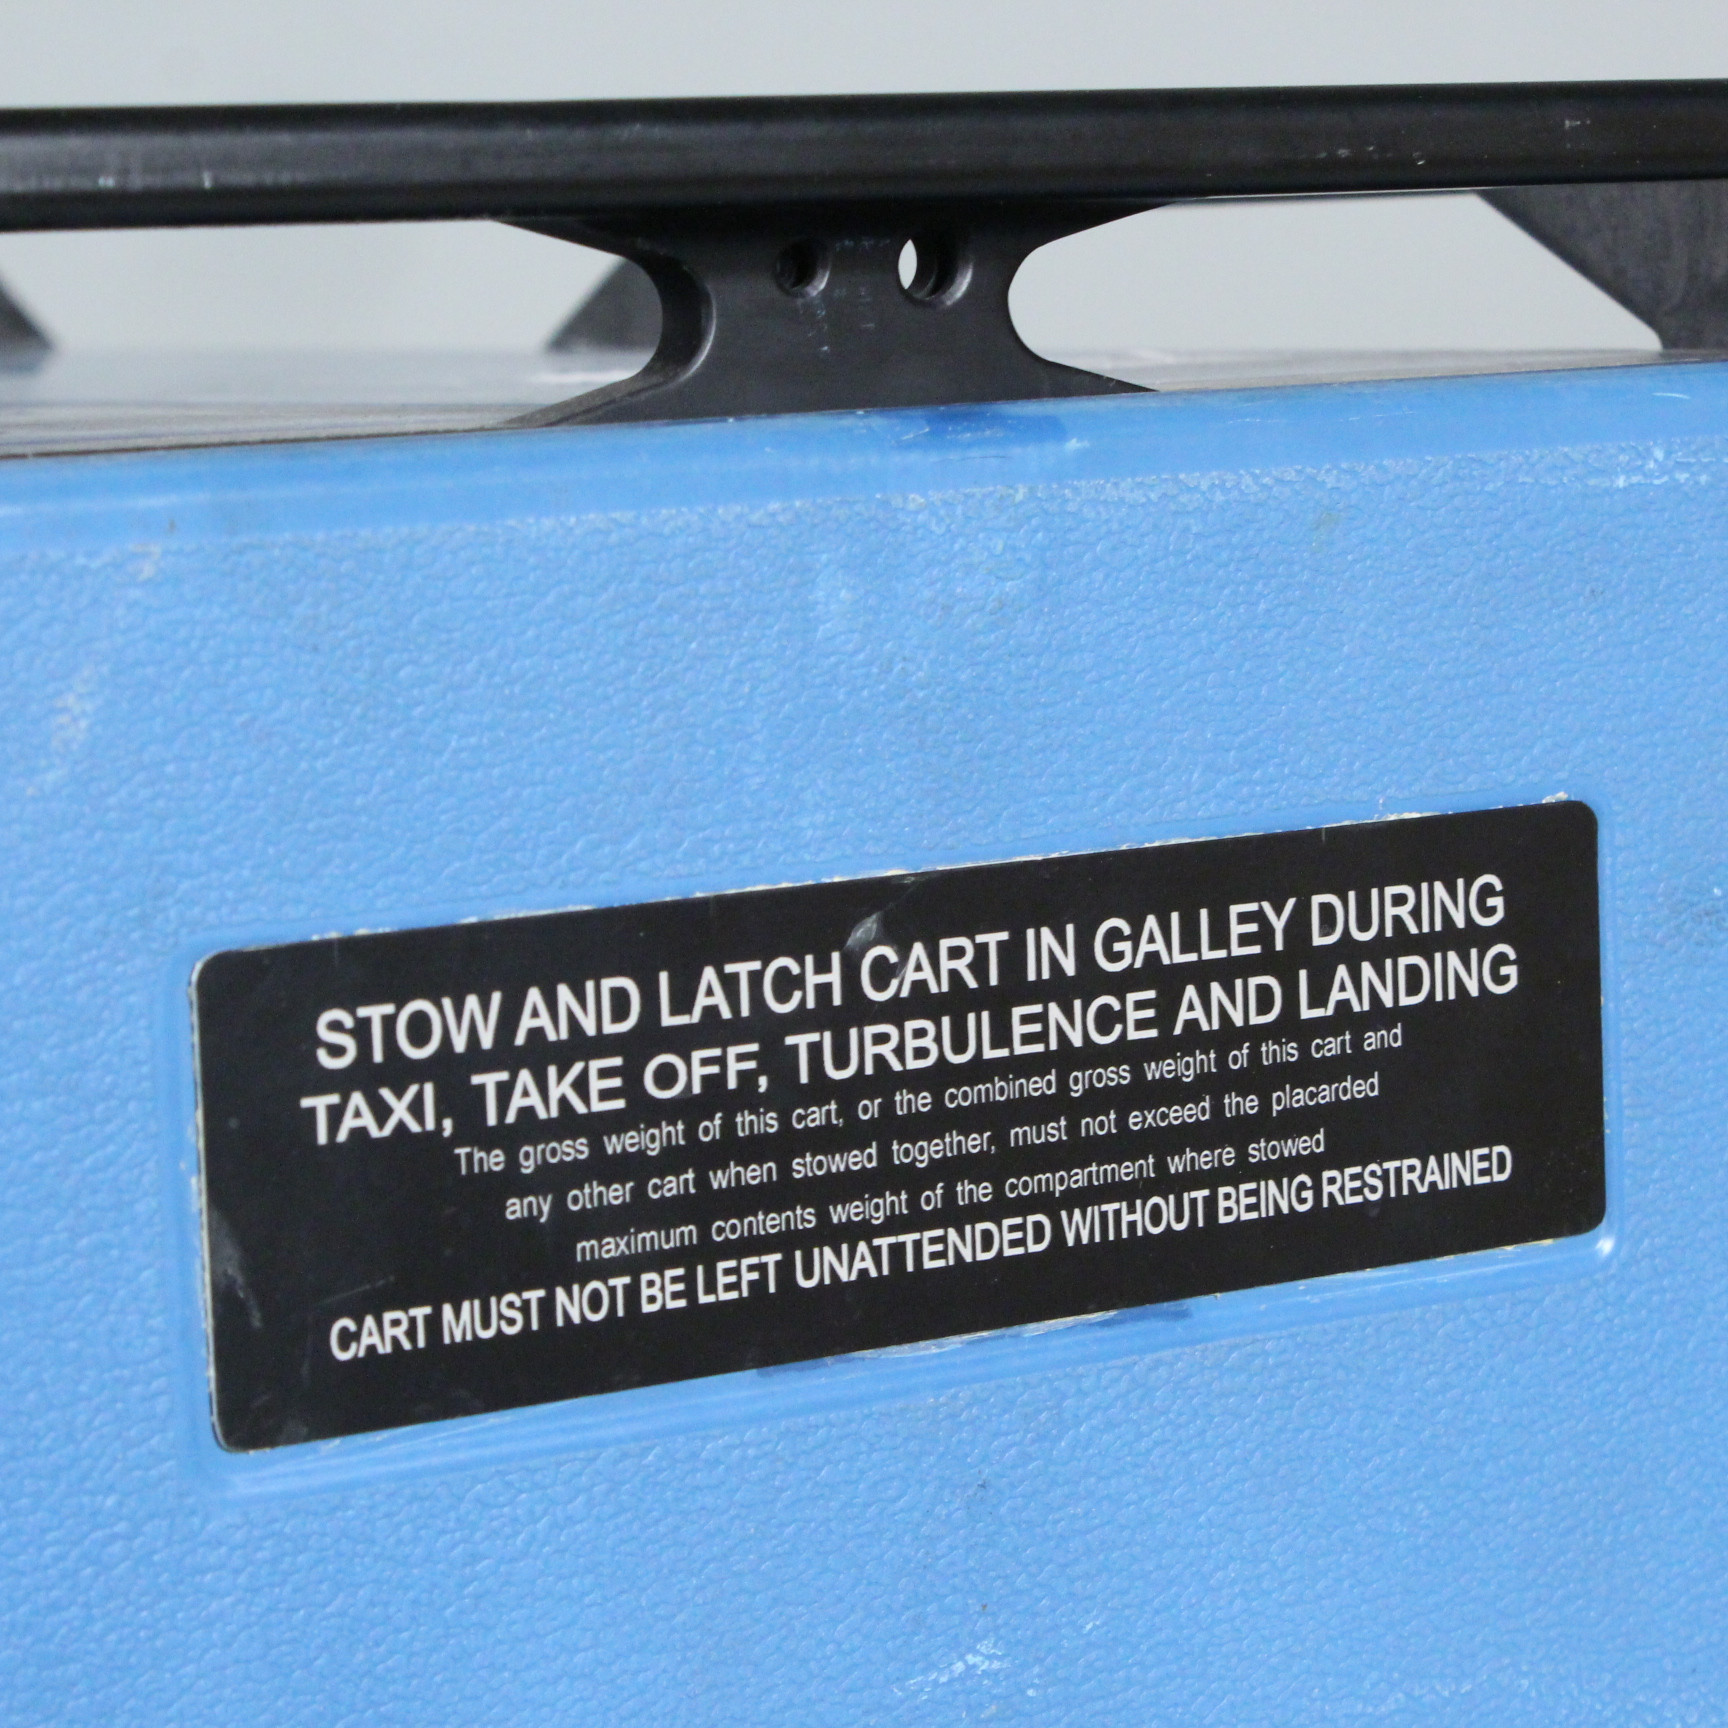 STOW AND LATCH CART IN GALLEY DURING
TAXI, TAKE OFF, TURBULENCE AND LANDING
The gross weight of this cart, or the combined gross weight of this cart and
any other cart when stowed together, must not exceed the placarded
maximum contents weight of the compartment where stowed
CART MUST NOT BE LEFT UNATTENDED WITHOUT BEING RESTRAINED